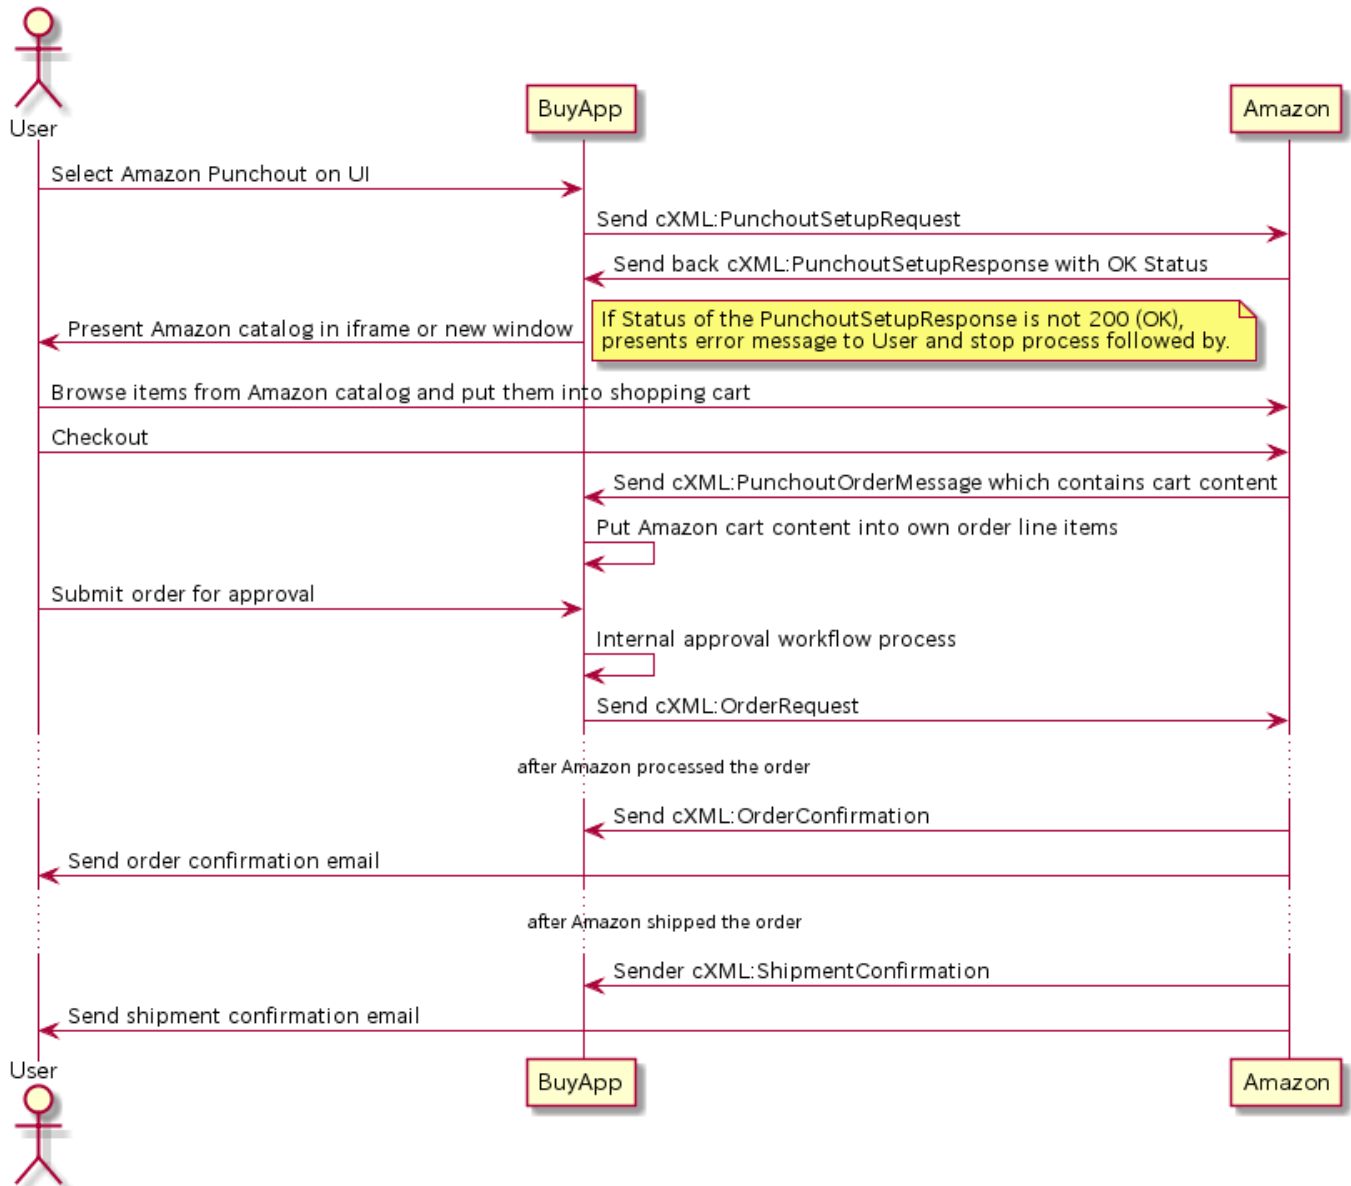 User
BuyApp
Amazon
Select Amazon Punchout on UI
Send cXML:PunchoutSetupRequest
Send back cXML:PunchoutSetupResponse with OK Status
Present Amazon catalog in iframe or new window
If Status of the PunchoutSetupResponse is not 200 (OK),
presents error message to User and stop process followed by.
Browse items from Amazon catalog and put them into shopping cart
Checkout
Send cXML:PunchoutOrderMessage which contains cart content
Put Amazon cart content into own order line items
Submit order for approval
Internal approval workflow process
Send cXML:OrderRequest
after Amazon processed the order
Send cXML:OrderConfirmation
Send order confirmation email
after Amazon shipped the order
Sender cXML:ShipmentConfirmation
Send shipment confirmation email
User
BuyApp
Amazon